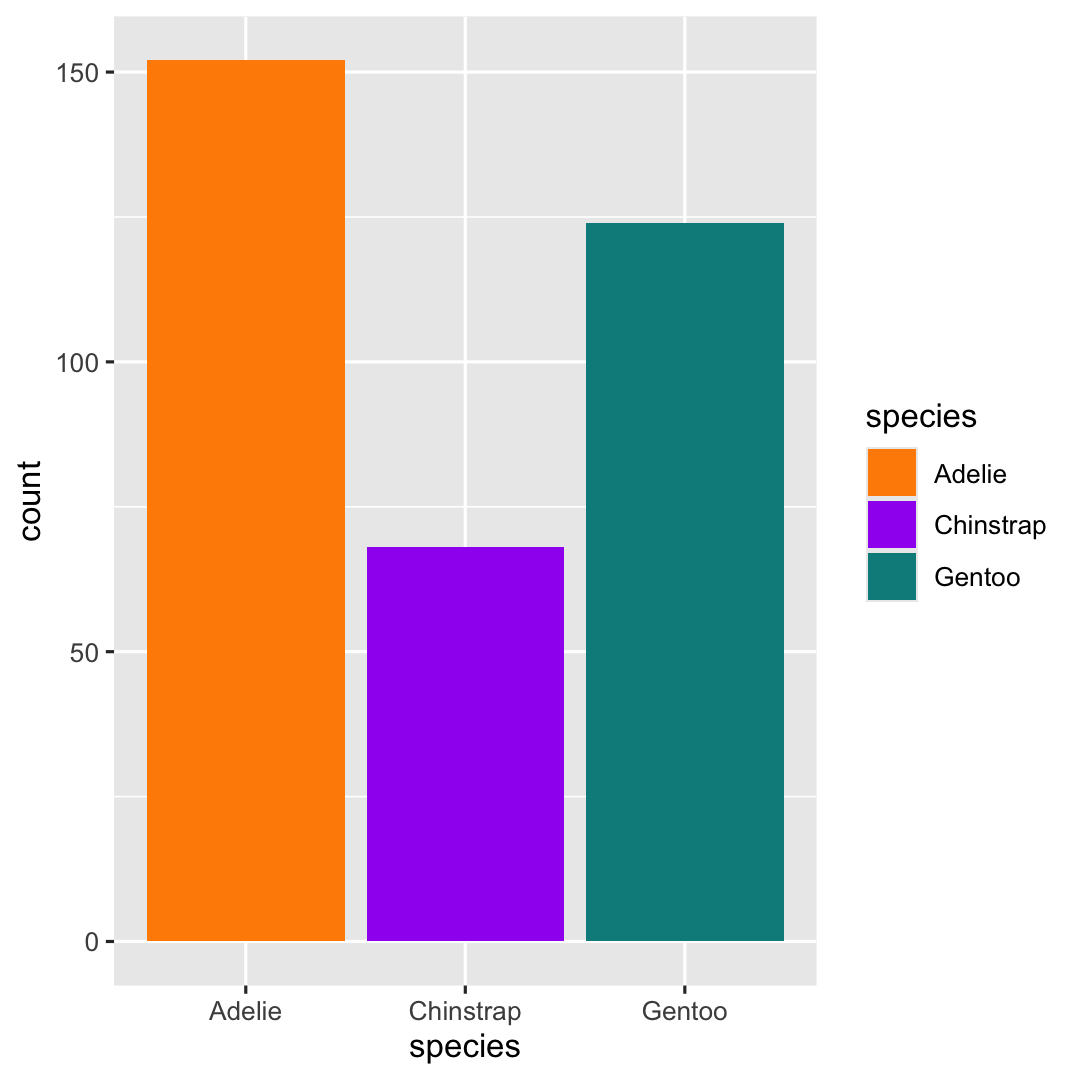 150
100
50
0
count
Adelie
Chinstrap
Gentoo
species
species
Adelie
Chinstrap
Gentoo